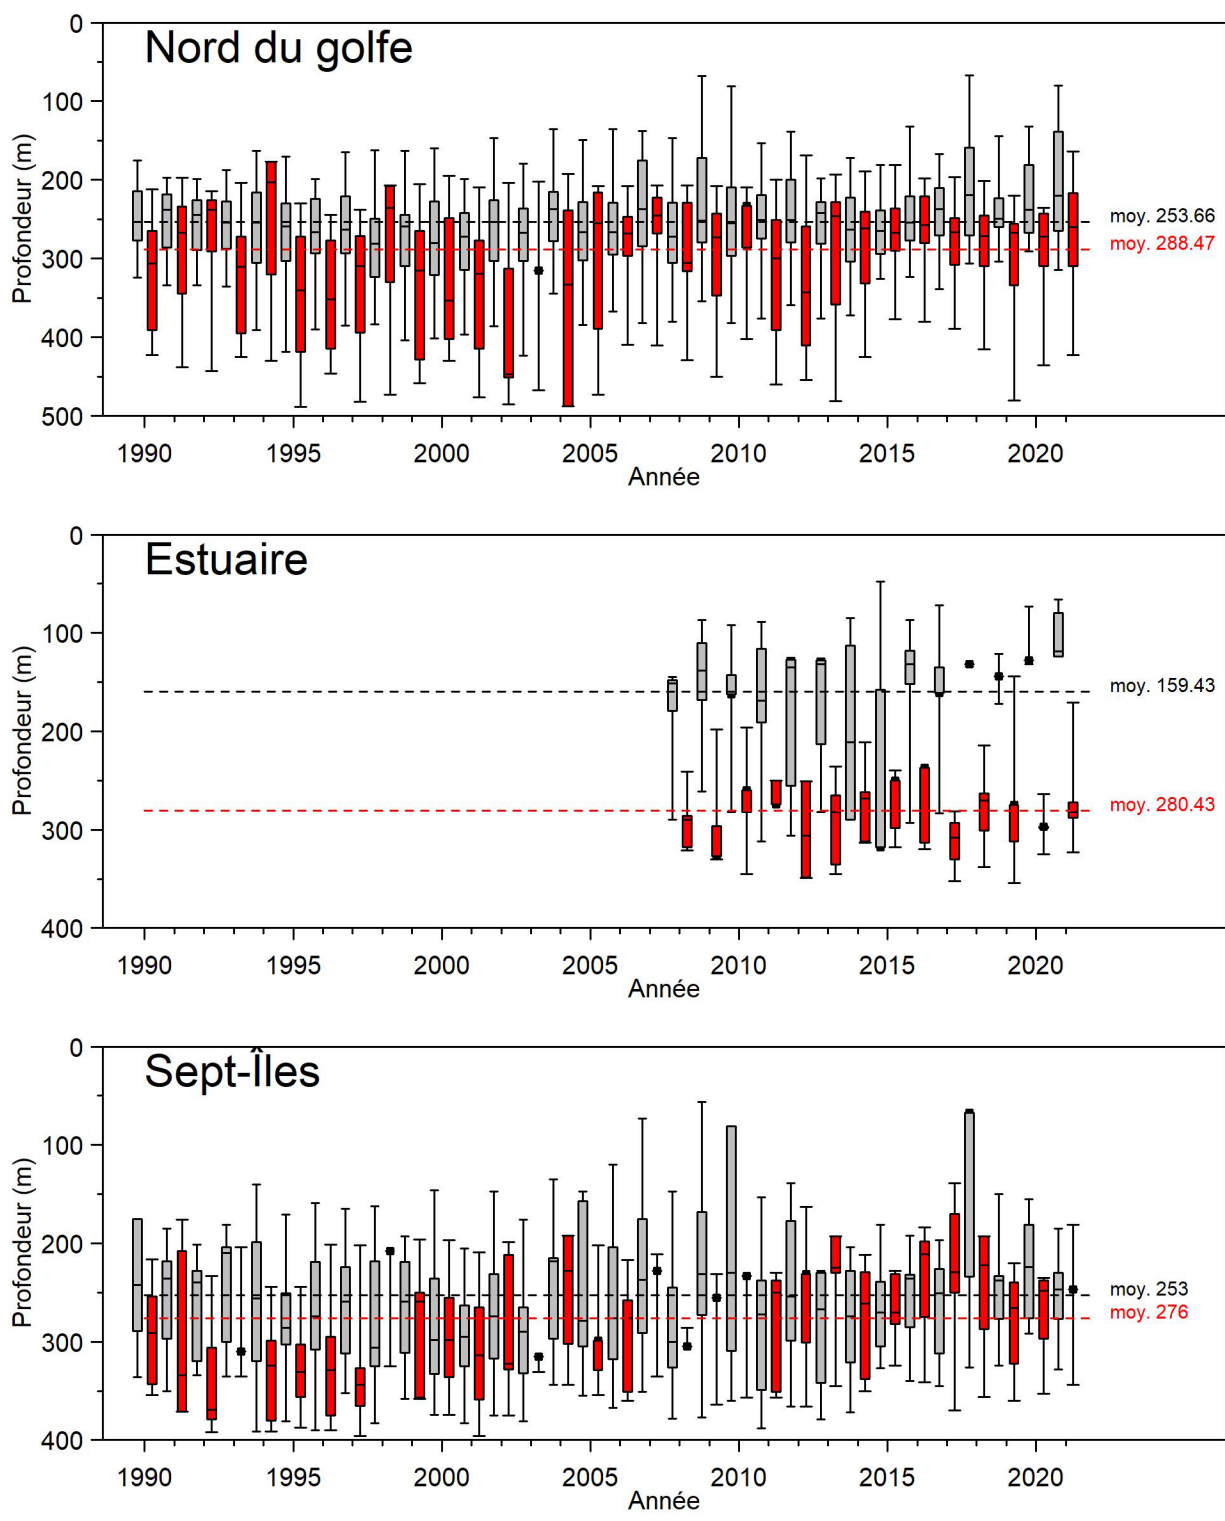 Nord du golfe
0
100
200
300
400
500
Profondeur (m)
moy. 253.66
moy. 288.47
1990 1995 2000 2005 2010 2015 2020
Année
Estuaire
0
100
200
300
400
Profondeur (m)
moy. 159.43
moy. 280.43
1990 1995 2000 2005 2010 2015 2020
Année
Sept-Îles
0
100
200
300
400
Profondeur (m)
moy. 253
moy. 276
1990 1995 2000 2005 2010 2015 2020
Année